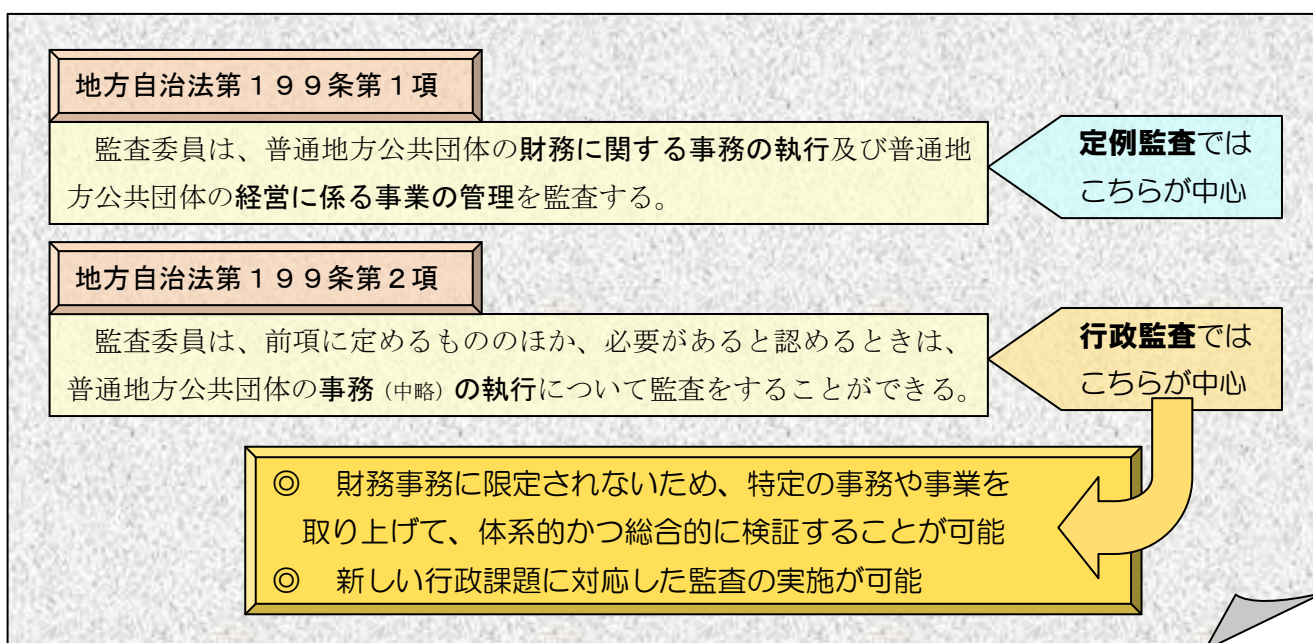 地方自治法第１９９条第１項
監査委員は、普通地方公共団体の財務に関する事務の執行及び普通地
方公共団体の経営に係る事業の管理を監査する。
定例監査では
こちらが中心
地方自治法第１９９条第２項
監査委員は、前項に定めるもののほか、必要があると認めるときは、
普通地方公共団体の事務（中略）の執行について監査をすることができる。
行政監査では
こちらが中心
◎　財務事務に限定されないため、特定の事務や事業を
取り上げて、体系的かつ総合的に検証することが可能
◎　新しい行政課題に対応した監査の実施が可能